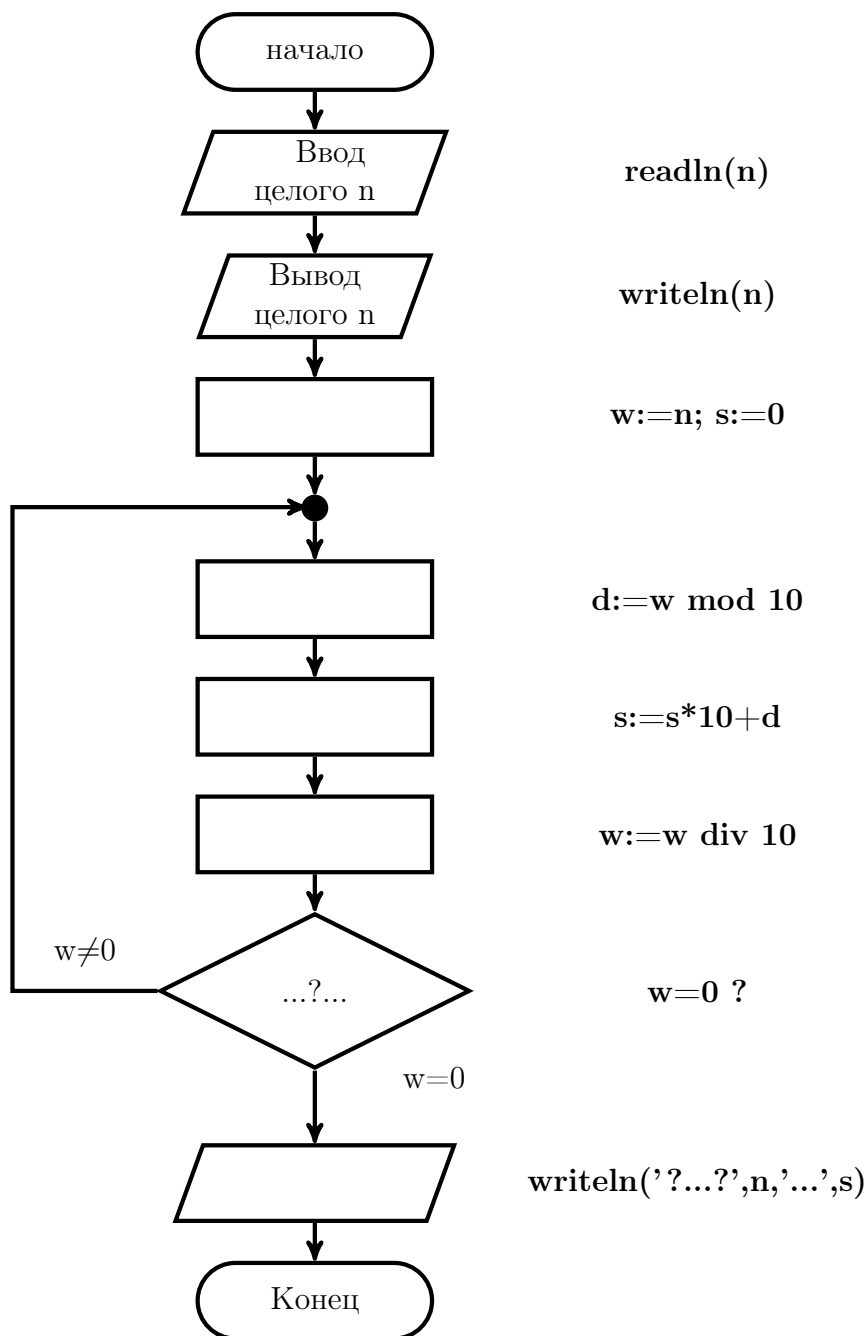 начало
Ввод
целого n
readln(n)
Вывод
целого n
writeln(n)
w:=n; s:=0
d:=w mod 10
s:=s*10+d
w:=w div 10
w≠0
...?...
w=0 ?
w=0
writeln('?...?',n,'...',s)
Конец